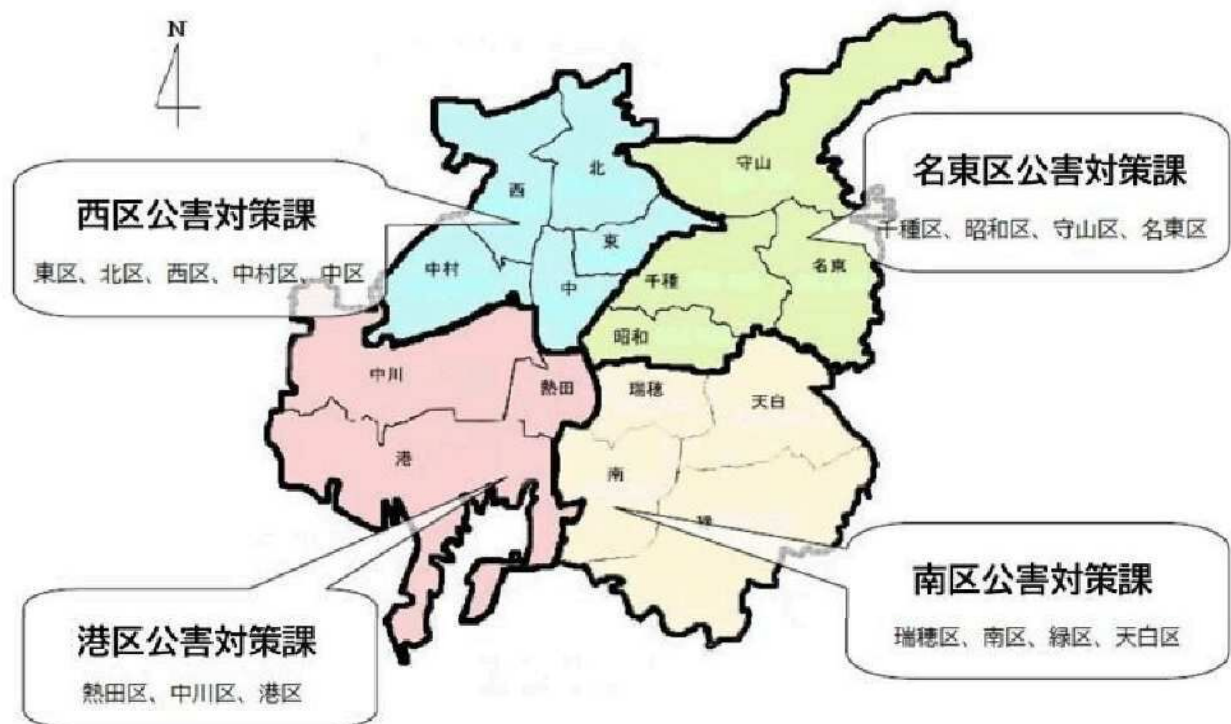 N
西区公害対策課
東区、北区、西区、中村区、中区
名東区公害対策課
千種区、昭和区、守山区、名東区
守山
北
西
東
中村
中
千種
名東
昭和
中川
熱田
瑞穂
天白
港
南
緑
港区公害対策課
熱田区、中川区、港区
南区公害対策課
瑞穂区、南区、緑区、天白区